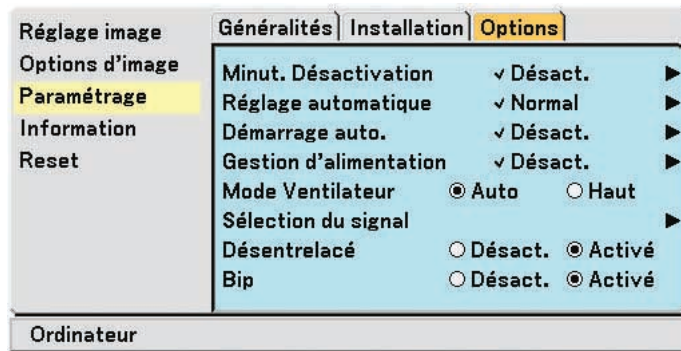 Réglage image
Options d'image
Paramétrage
Information
Reset
Généralités Installation Options
Minut. Désactivation Désact.
Réglage automatique Normal
Démarrage auto. Désact.
Gestion d'alimentation Désact.
Mode Ventilateur Auto Haut
Sélection du signal
Désentrelacé Désact. Activé
Bip Désact. Activé
Ordinateur